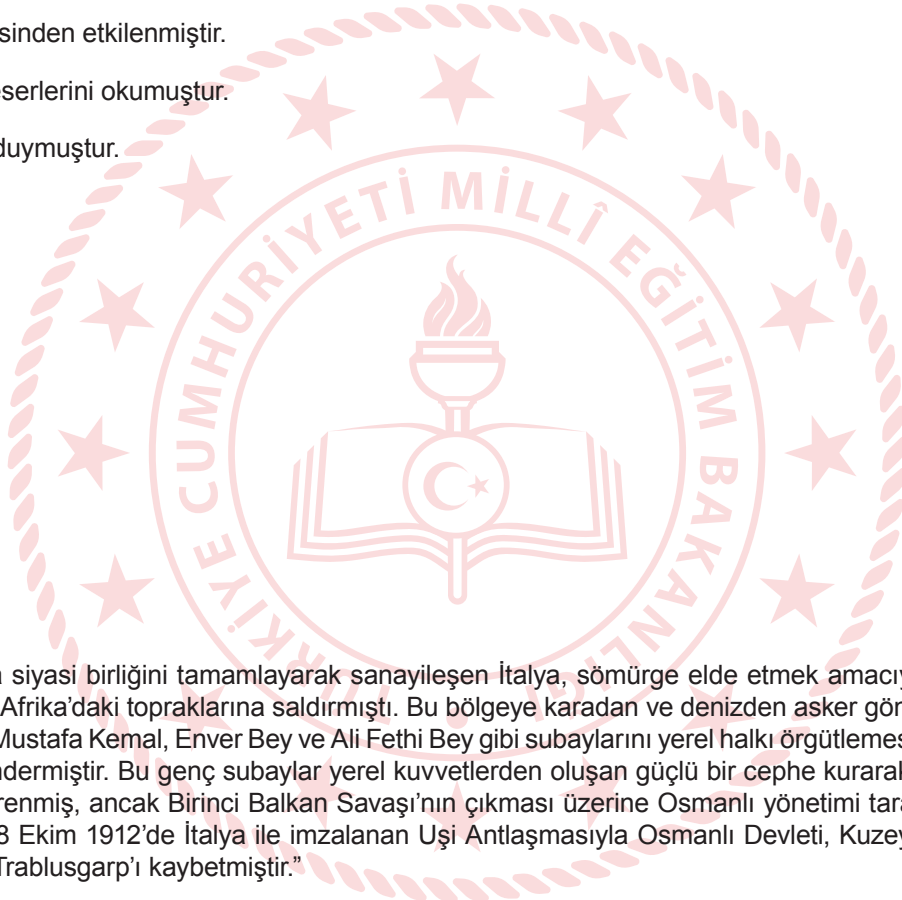 sinden etkilenmiştir.
eserlerini okumuştur.
duymuştur.
TÜRKİYE CUMHURİYETİ MİLLÎ EĞİTİM BAKANLIĞI
siyasi birliğini tamamlayarak sanayileşen İtalya, sömürge elde etmek
Afrika’daki topraklarına saldırmıştı. Bu bölgeye karadan ve denizden asker
Mustafa Kemal, Enver Bey ve Ali Fethi Bey gibi subaylarını yerel halkı
ndermiştir. Bu genç subaylar yerel kuvvetlerden oluşan güçlü bir cephe kurarak
renmiş, ancak Birinci Balkan Savaşı’nın çıkması üzerine Osmanlı yönetimi
8 Ekim 1912’de İtalya ile imzalanan Uşi Antlaşmasıyla Osmanlı Devleti, Kuzey
Trablusgarp’ı kaybetmiştir.”